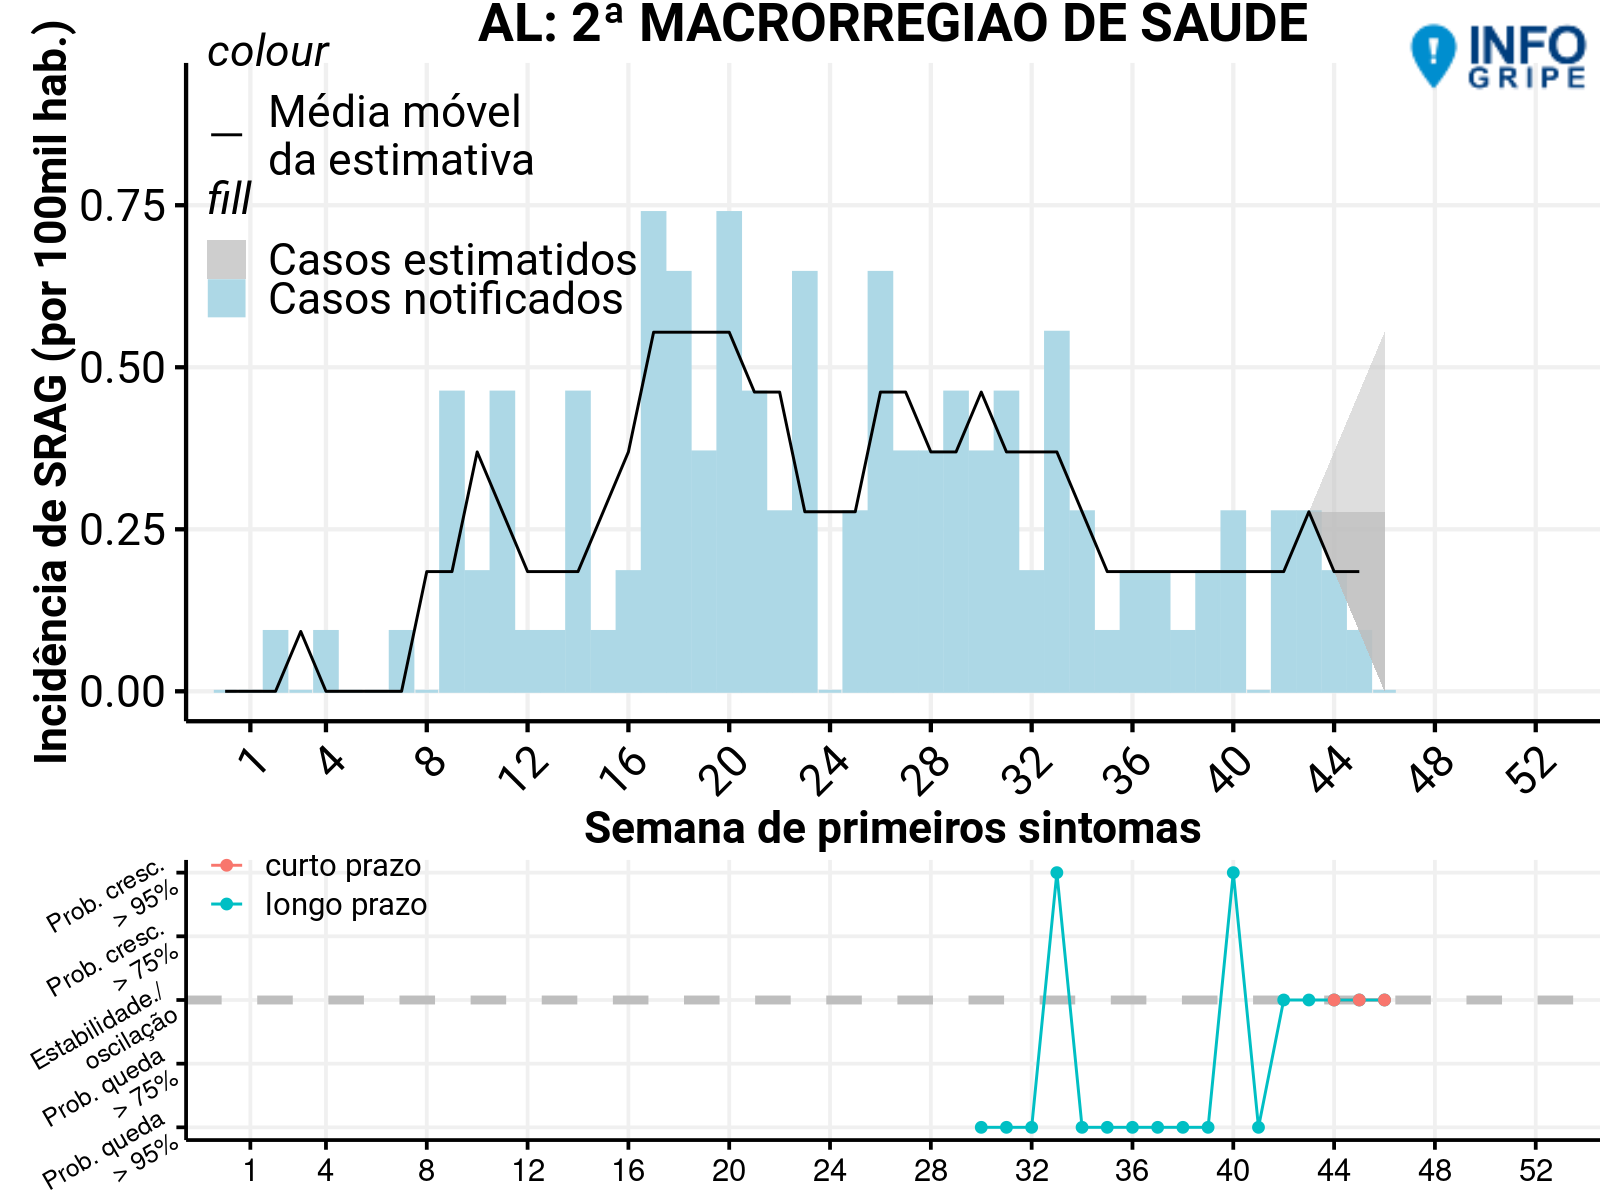 AL: 2ª MACRORREGIAO DE SAUDE
INFO
GRIPE
Incidência de SRAG (por 100mil hab.)
colour
Média móvel
da estimativa
fill
Casos estimatidos
Casos notificados
0.75
0.50
0.25
0.00
1 4 8 12 16 20 24 28 32 36 40 44 48 52
Semana de primeiros sintomas
curto prazo
longo prazo
Prob. cresc.
> 95%
Prob. cresc.
> 75%
Estabilidade./
oscilação
Prob. queda
> 75%
Prob. queda
> 95%
1 4 8 12 16 20 24 28 32 36 40 44 48 52